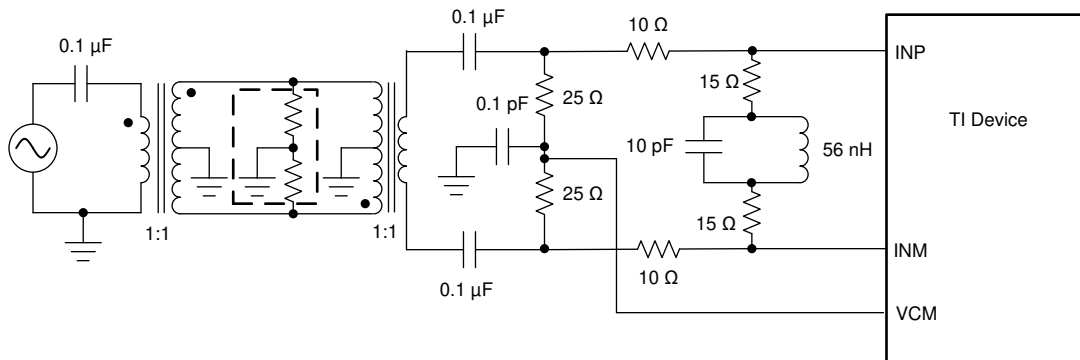 0.1 µF
0.1 µF
10 Ω
INP
15 Ω
25 Ω
0.1 pF
TI Device
10 pF
56 nH
25 Ω
15 Ω
1:1
1:1
INM
10 Ω
0.1 µF
VCM